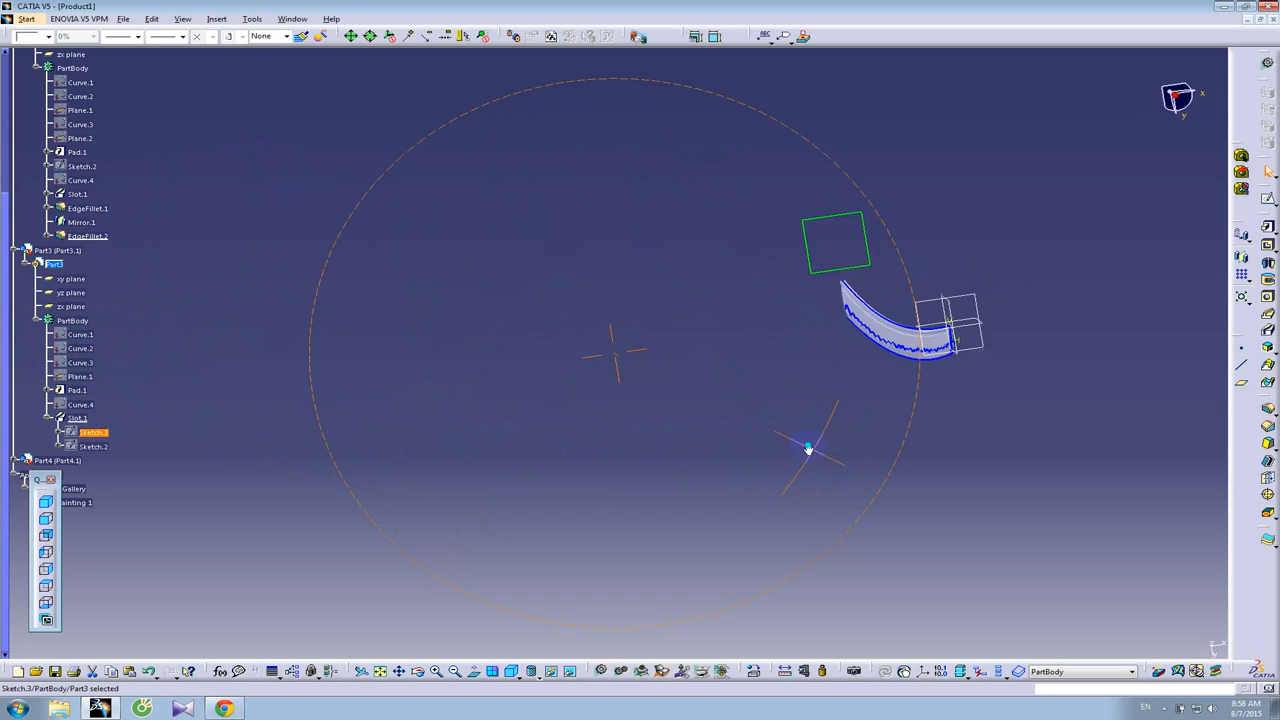 CATIA V5 - [Product1]
Start ENOVIA V5 VPM File Edit View Insert Tools Window Help
0% None
zx plane
PartBody
Curve.1
Curve.2
Plane.1
Curve.3
Plane.2
Pad.1
Sketch.2
Curve.4
Slot.1
EdgeFillet.1
Mirror.1
EdgeFillet.2
Part3 (Part3.1)
Part3
xy plane
yz plane
zx plane
PartBody
Curve.1
Curve.2
Curve.3
Plane.1
Pad.1
Curve.4
Slot.1
Sketch.3
Sketch.2
Part4 (Part4.1)
Q...
Gallery
ainting 1
x
y
PartBody
Sketch.3/PartBody/Part3 selected
CATIA
EN
8:58 AM
8/7/2015